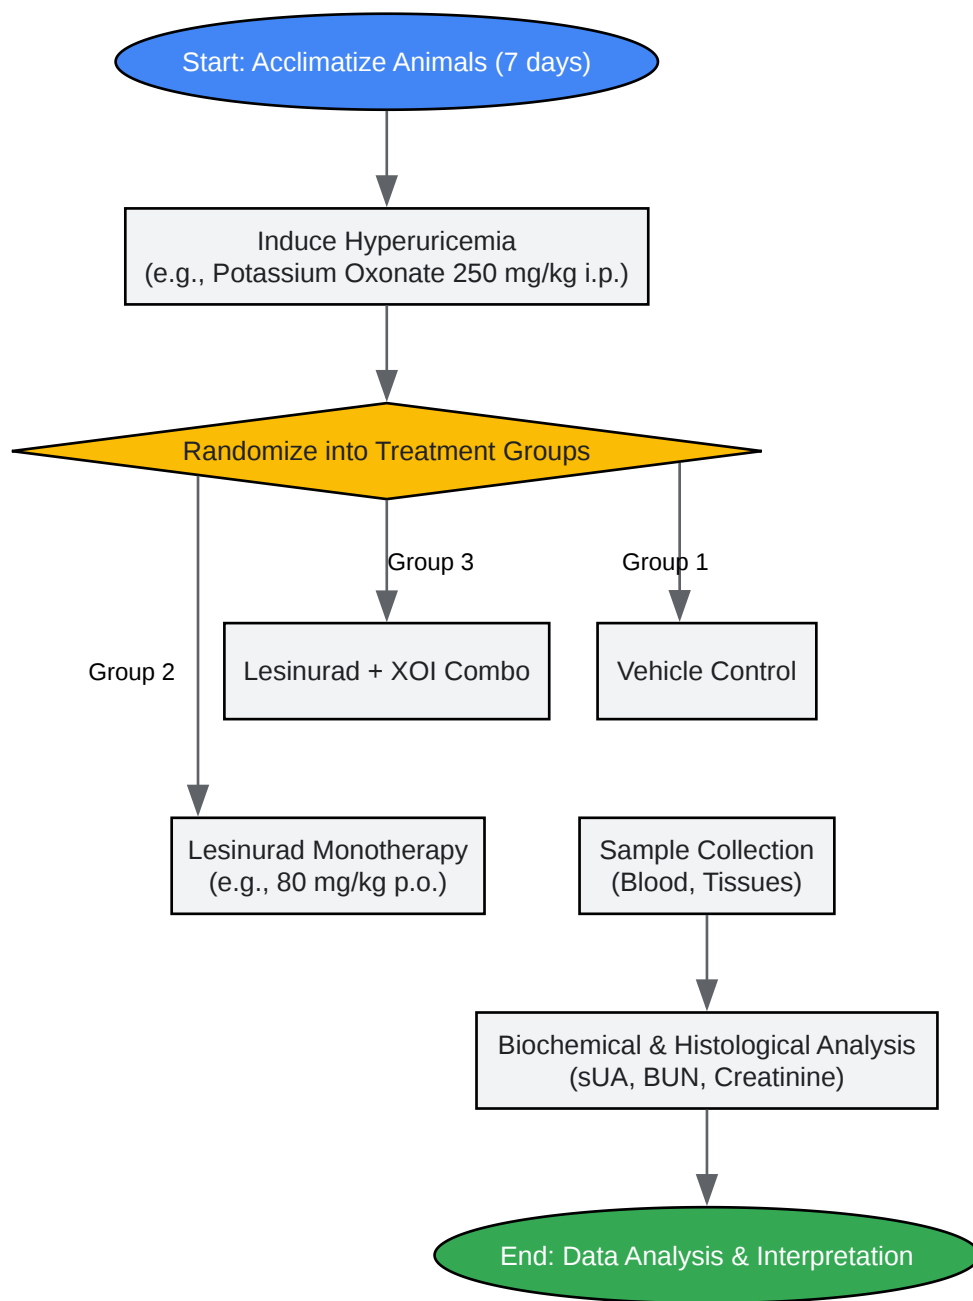 Start: Acclimatize Animals (7 days)
Induce Hyperuricemia
(e.g., Potassium Oxonate 250 mg/kg i.p.)
Randomize into Treatment Groups
Group 3
Group 1
Lesinurad + XOI Combo
Vehicle Control
Group 2
Lesinurad Monotherapy
(e.g., 80 mg/kg p.o.)
Sample Collection
(Blood, Tissues)
Biochemical & Histological Analysis
(sUA, BUN, Creatinine)
End: Data Analysis & Interpretation